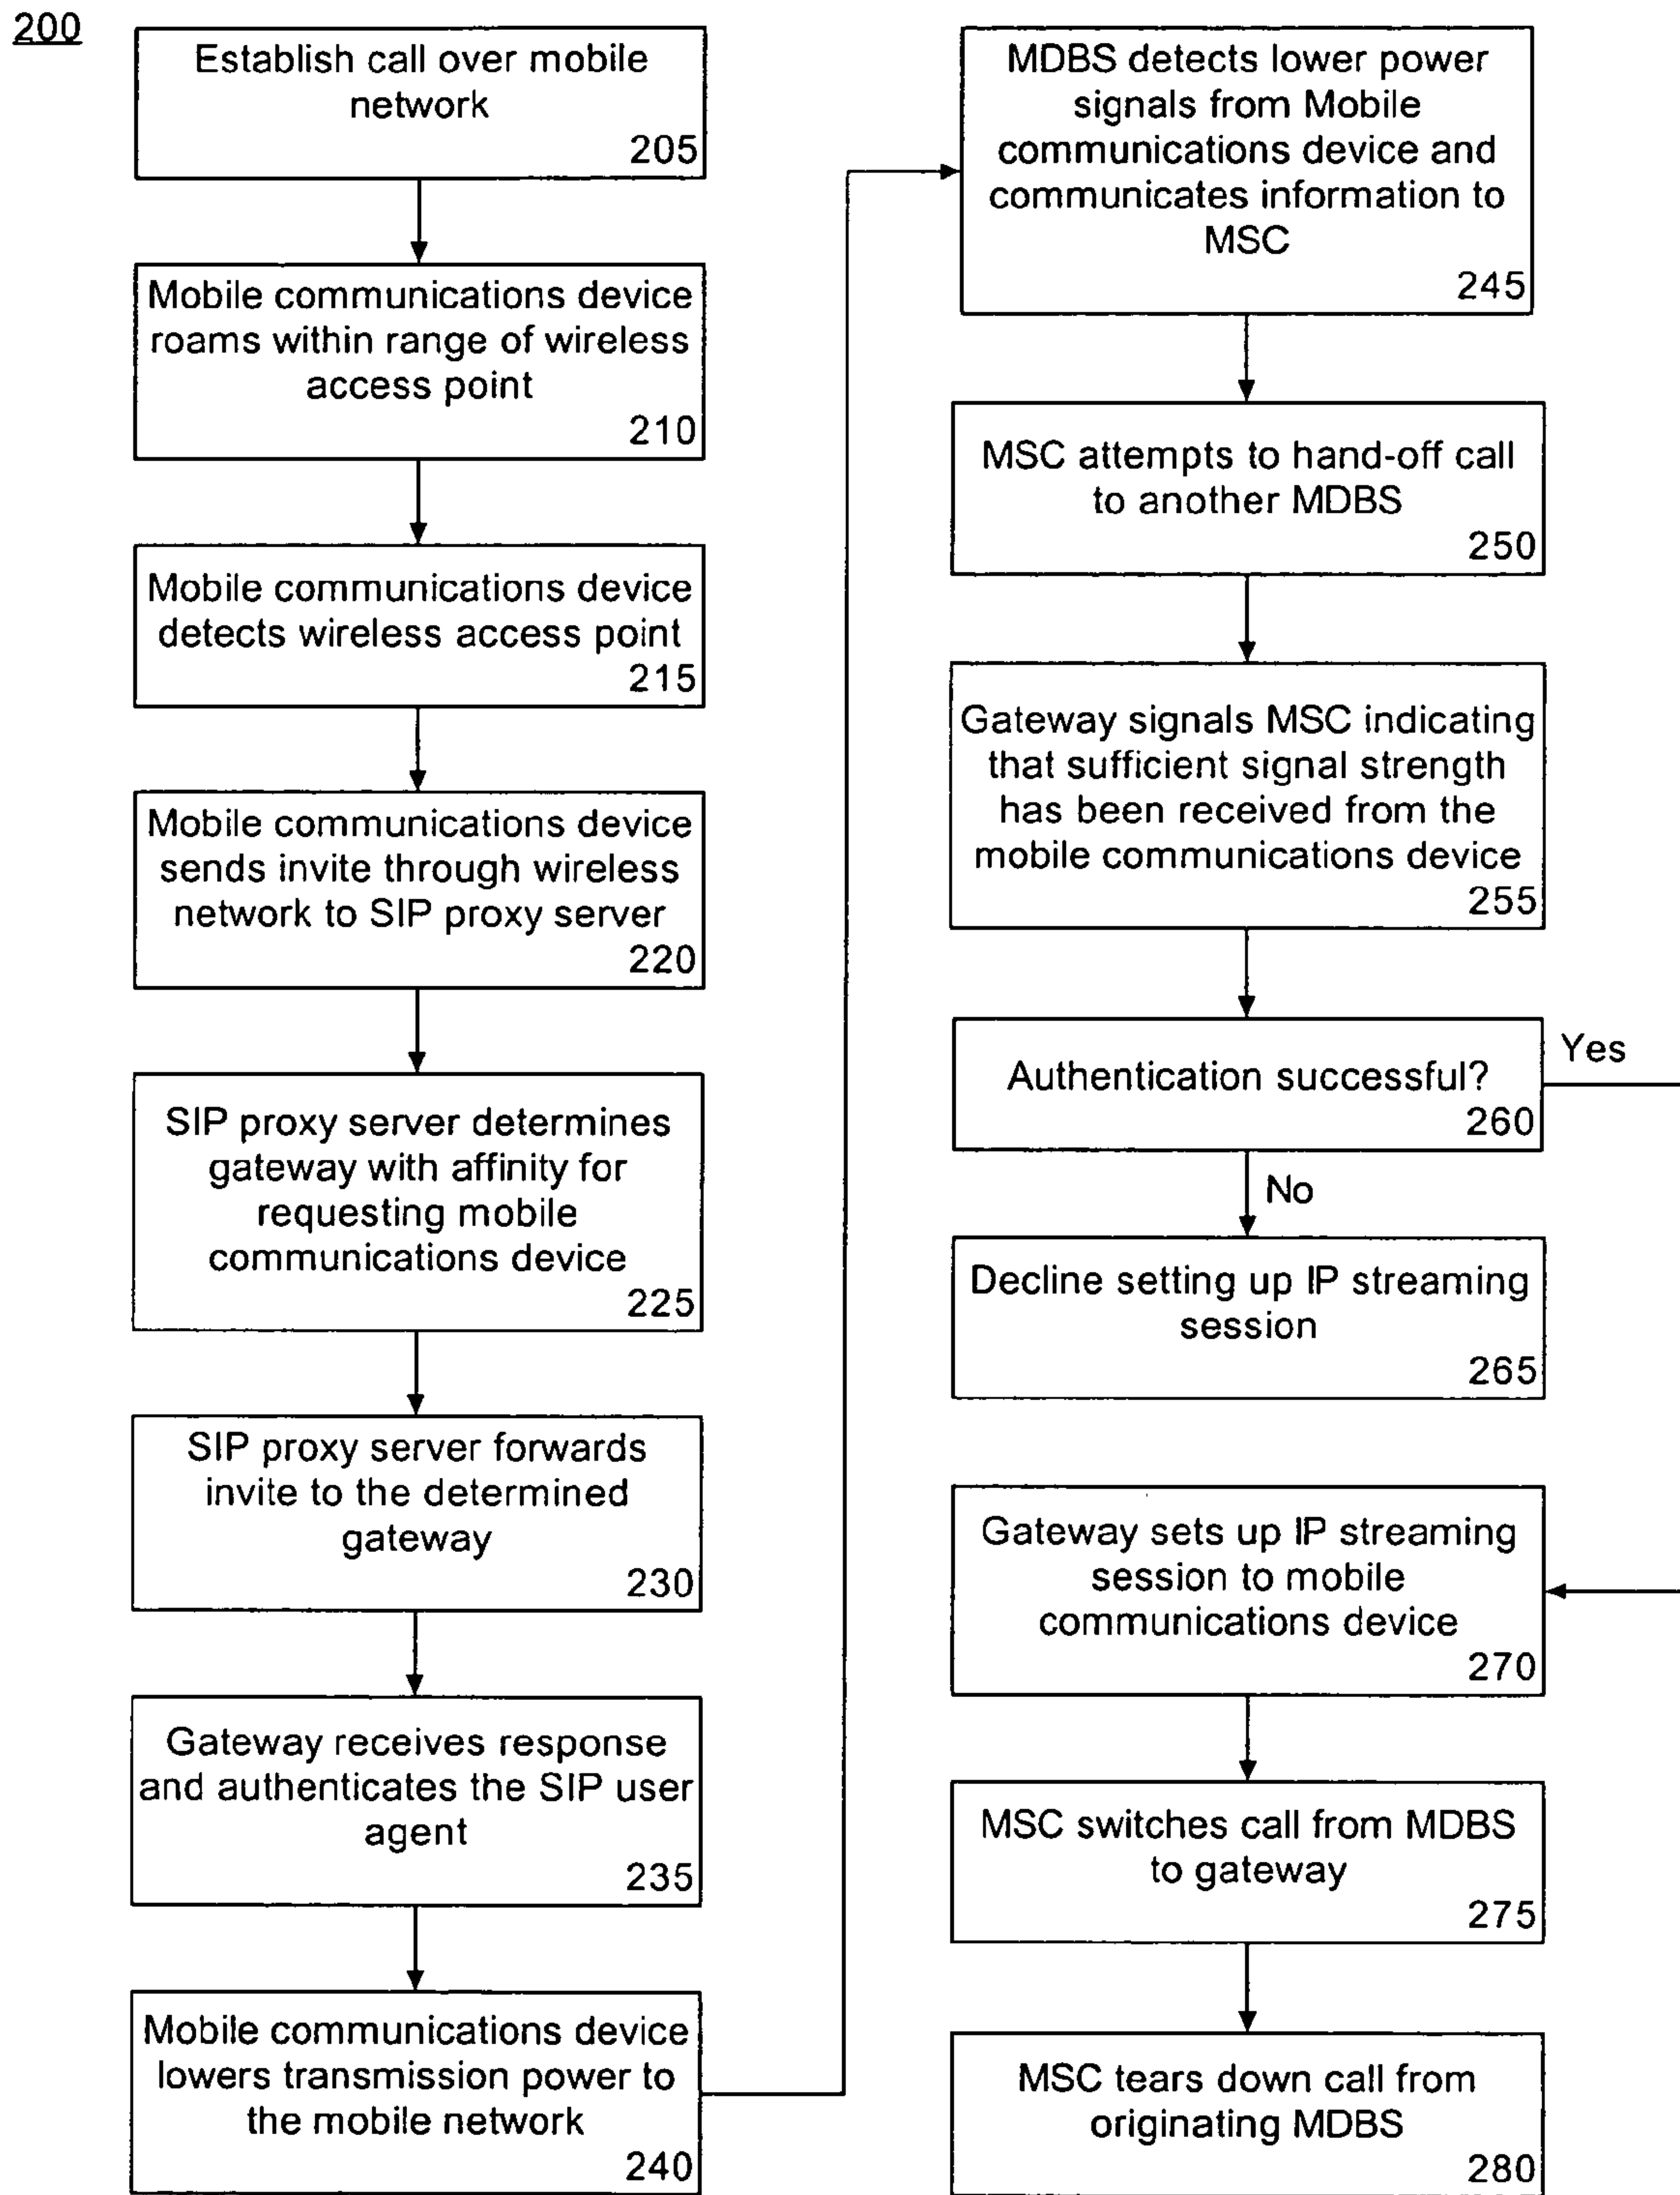 200
Establish call over mobile
network
205
Mobile communications device
roams within range of wireless
access point
210
Mobile communications device
detects wireless access point
215
Mobile communications device
sends invite through wireless
network to SIP proxy server
220
SIP proxy server determines
gateway with affinity for
requesting mobile
communications device
225
SIP proxy server forwards
invite to the determined
gateway
230
Gateway receives response
and authenticates the SIP user
agent
235
Mobile communications device
lowers transmission power to
the mobile network
240
MDBS detects lower power
signals from Mobile
communications device and
communicates information to
MSC
245
MSC attempts to hand-off call
to another MDBS
250
Gateway signals MSC indicating
that sufficient signal strength
has been received from the
mobile communications device
255
Authentication successful?
260
Yes
No
Decline setting up IP streaming
session
265
Gateway sets up IP streaming
session to mobile
communications device
270
MSC switches call from MDBS
to gateway
275
MSC tears down call from
originating MDBS
280